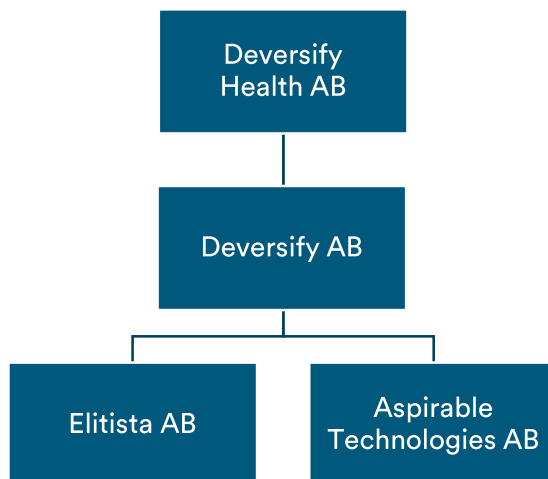 Deversify
Health AB
Deversify AB
Elitista AB
Aspirable
Technologies AB